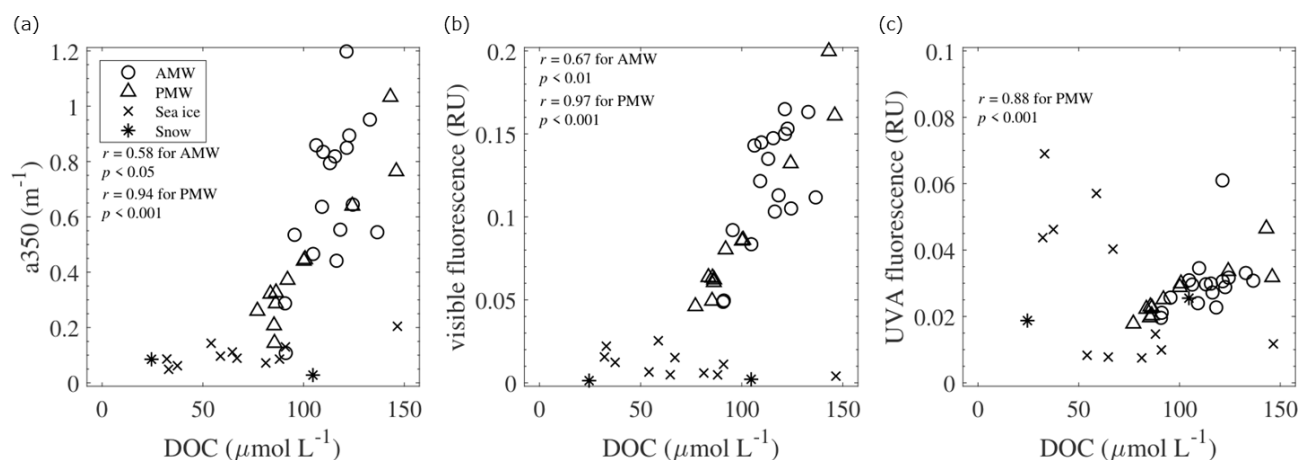 (a)
1.2
1
0.8
0.6
0.4
0.2
0
a350 (m⁻¹)
AMW
PMW
Sea ice
Snow
r = 0.58 for AMW
p < 0.05
r = 0.94 for PMW
p < 0.001
0 50 100 150
DOC (μmol L⁻¹)
(b)
0.2
0.15
0.1
0.05
0
visible fluorescence (RU)
r = 0.67 for AMW
p < 0.01
r = 0.97 for PMW
p < 0.001
0 50 100 150
DOC (μmol L⁻¹)
(c)
0.1
0.08
0.06
0.04
0.02
0
UVA fluorescence (RU)
r = 0.88 for PMW
p < 0.001
0 50 100 150
DOC (μmol L⁻¹)